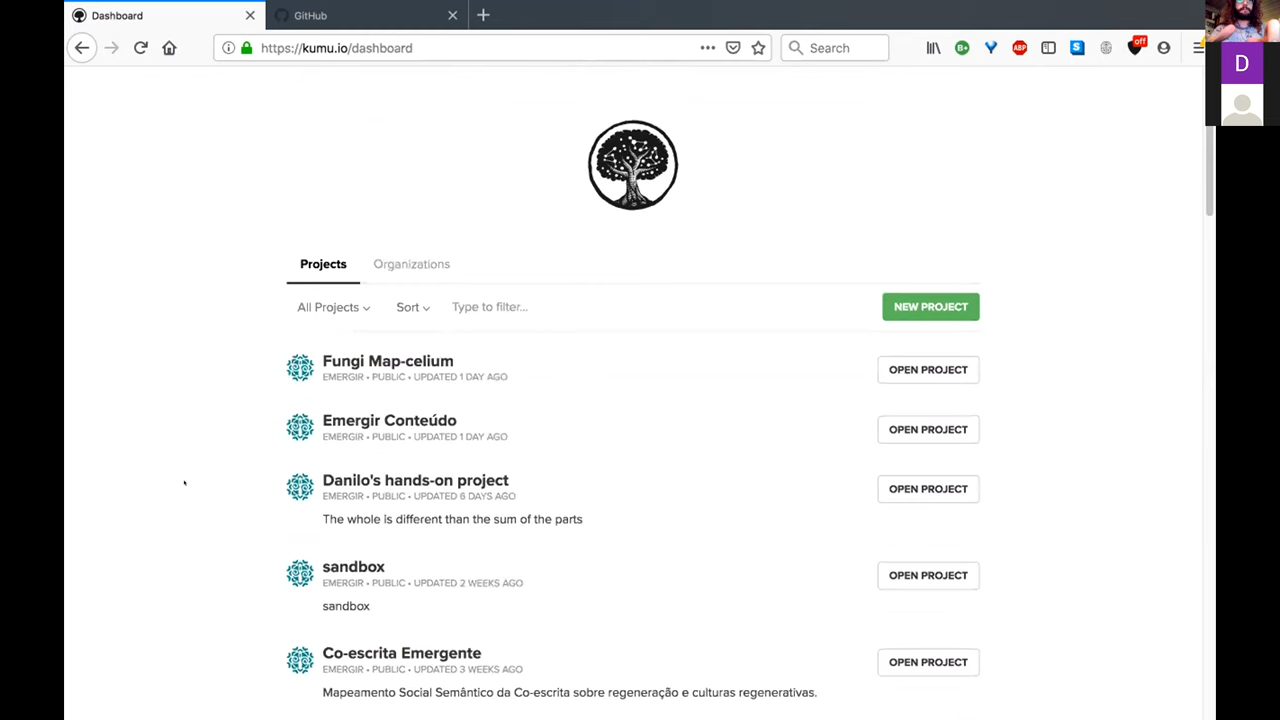 Dashboard
GitHub
https://kumu.io/dashboard
Search
off
D
Projects
Organizations
All Projects
Sort
Type to filter...
NEW PROJECT
Fungi Map-celium
EMERGIR • PUBLIC • UPDATED 1 DAY AGO
OPEN PROJECT
Emergir Conteúdo
EMERGIR • PUBLIC • UPDATED 1 DAY AGO
OPEN PROJECT
Danilo's hands-on project
EMERGIR • PUBLIC • UPDATED 6 DAYS AGO
The whole is different than the sum of the parts
OPEN PROJECT
sandbox
EMERGIR • PUBLIC • UPDATED 2 WEEKS AGO
sandbox
OPEN PROJECT
Co-escrita Emergente
EMERGIR • PUBLIC • UPDATED 3 WEEKS AGO
Mapeamento Social Semântico da Co-escrita sobre regeneração e culturas regenerativas.
OPEN PROJECT